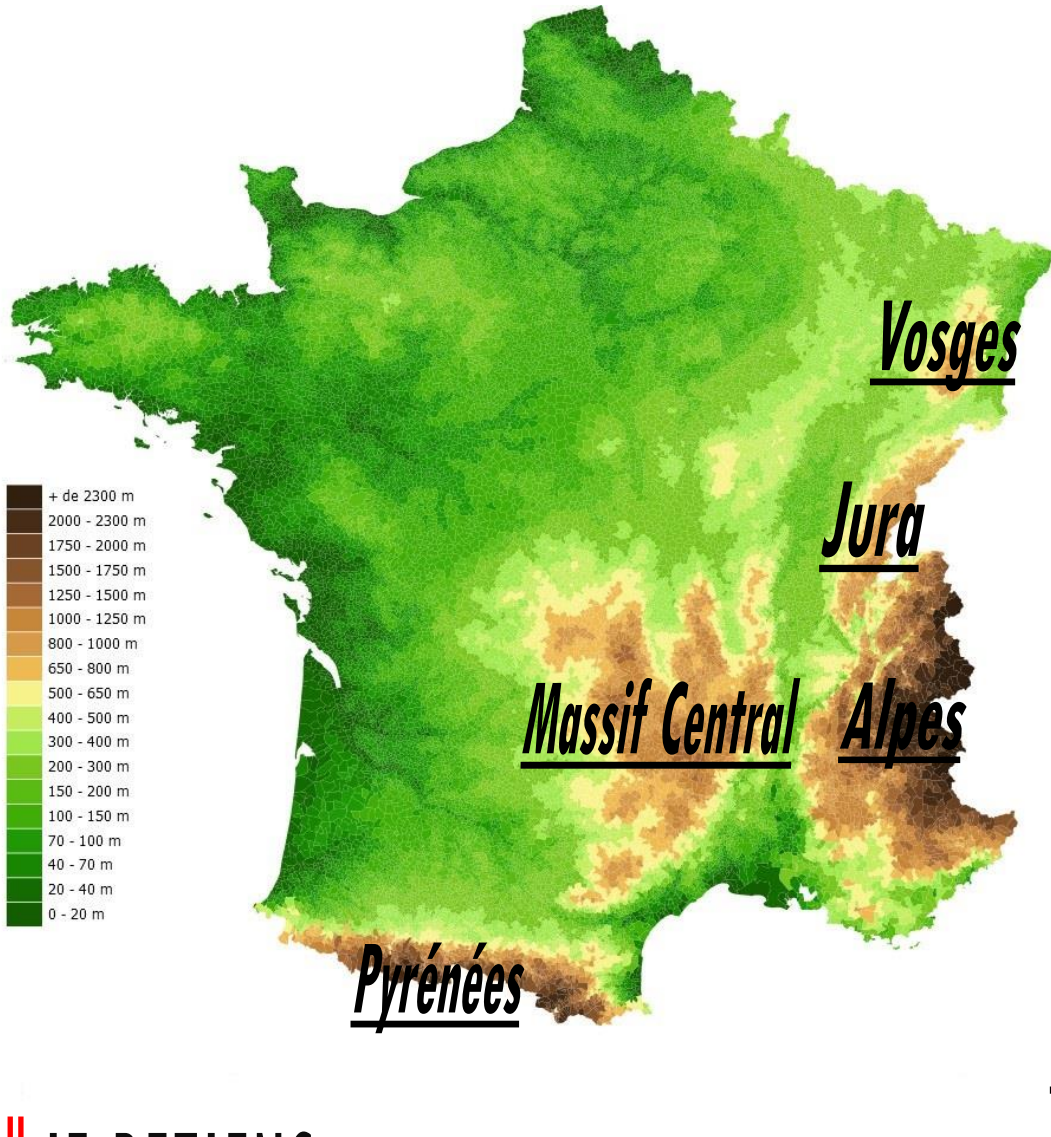 Vosges
Jura
Massif Central
Alpes
Pyrénées
+ de 2300 m
2000 - 2300 m
1750 - 2000 m
1500 - 1750 m
1250 - 1500 m
1000 - 1250 m
800 - 1000 m
650 - 800 m
500 - 650 m
400 - 500 m
300 - 400 m
200 - 300 m
150 - 200 m
100 - 150 m
70 - 100 m
40 - 70 m
20 - 40 m
0 - 20 m
JE RETIENS